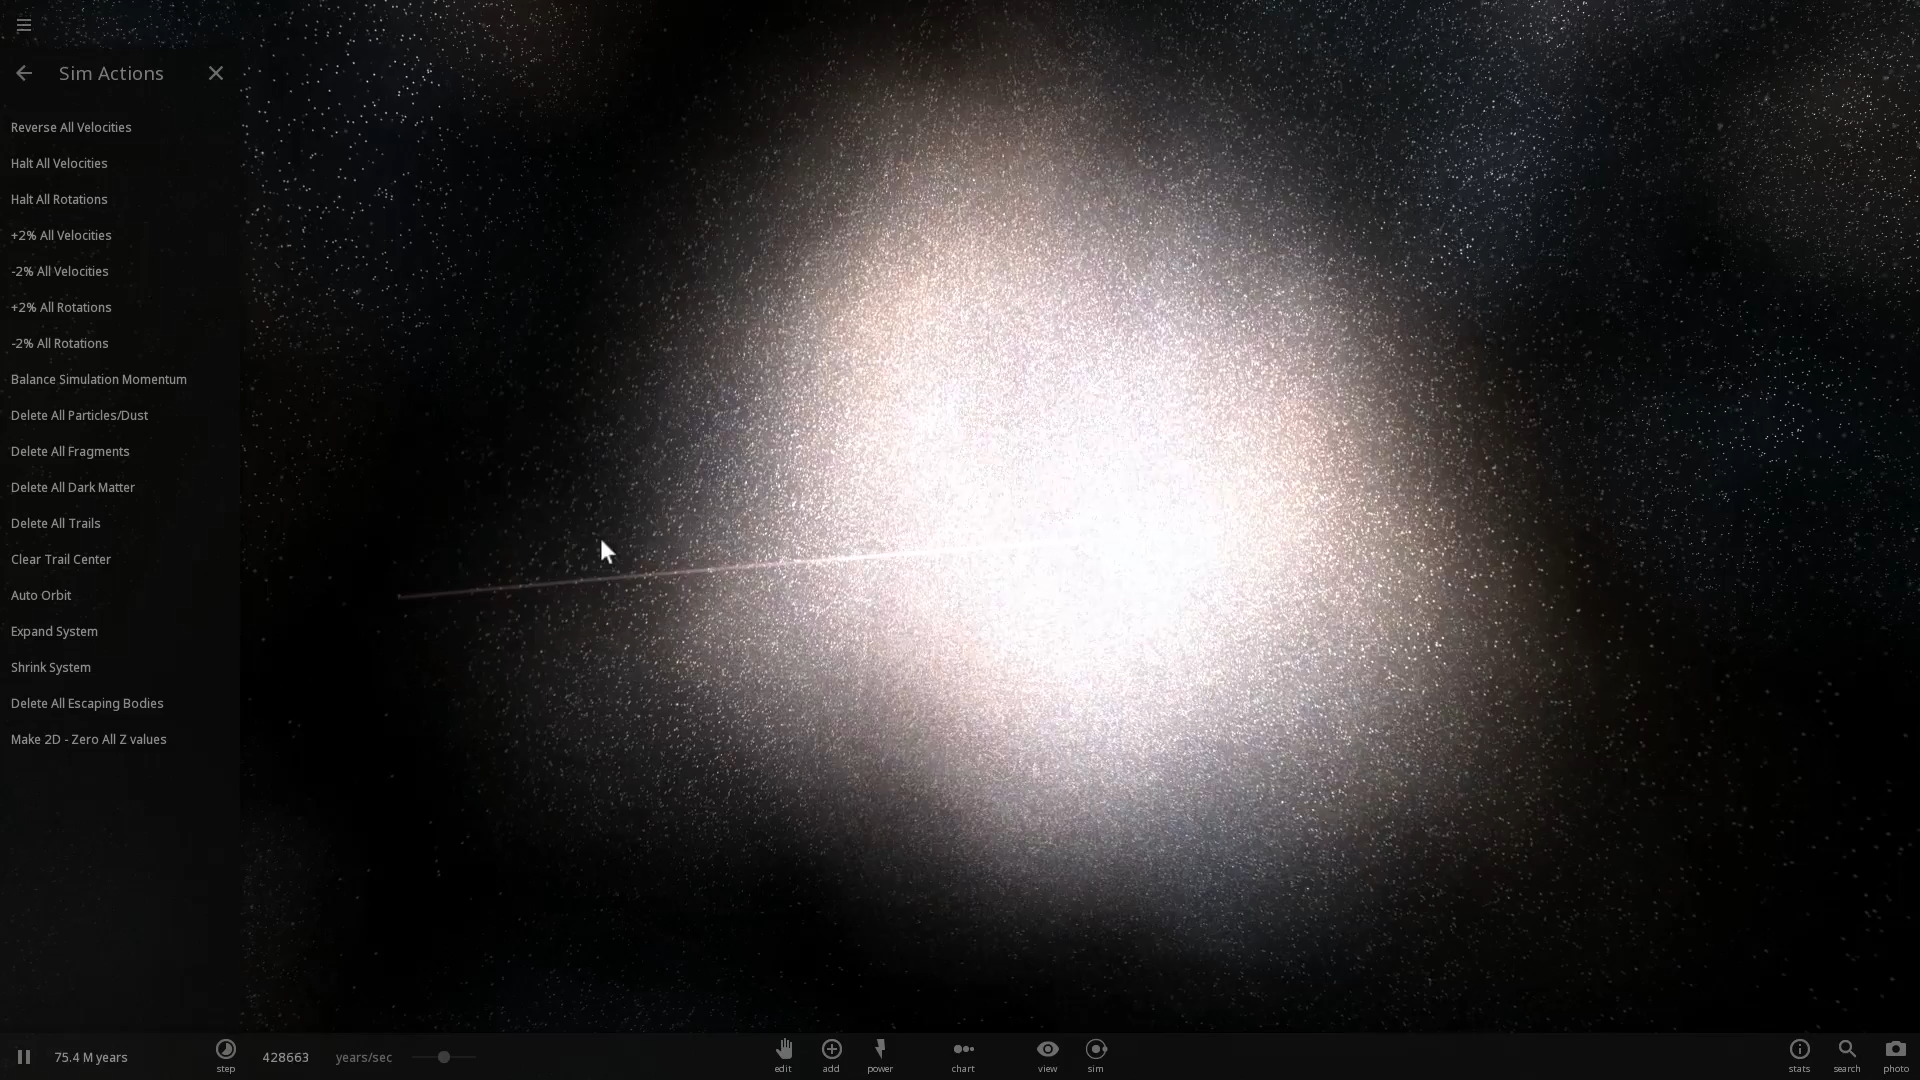 Sim Actions
Reverse All Velocities
Halt All Velocities
Halt All Rotations
+2% All Velocities
-2% All Velocities
+2% All Rotations
-2% All Rotations
Balance Simulation Momentum
Delete All Particles/Dust
Delete All Fragments
Delete All Dark Matter
Delete All Trails
Clear Trail Center
Auto Orbit
Expand System
Shrink System
Delete All Escaping Bodies
Make 2D - Zero All Z values
75.4 M years
step
428663 years/sec
edit
add
power
chart
view
sim
stats
search
photo